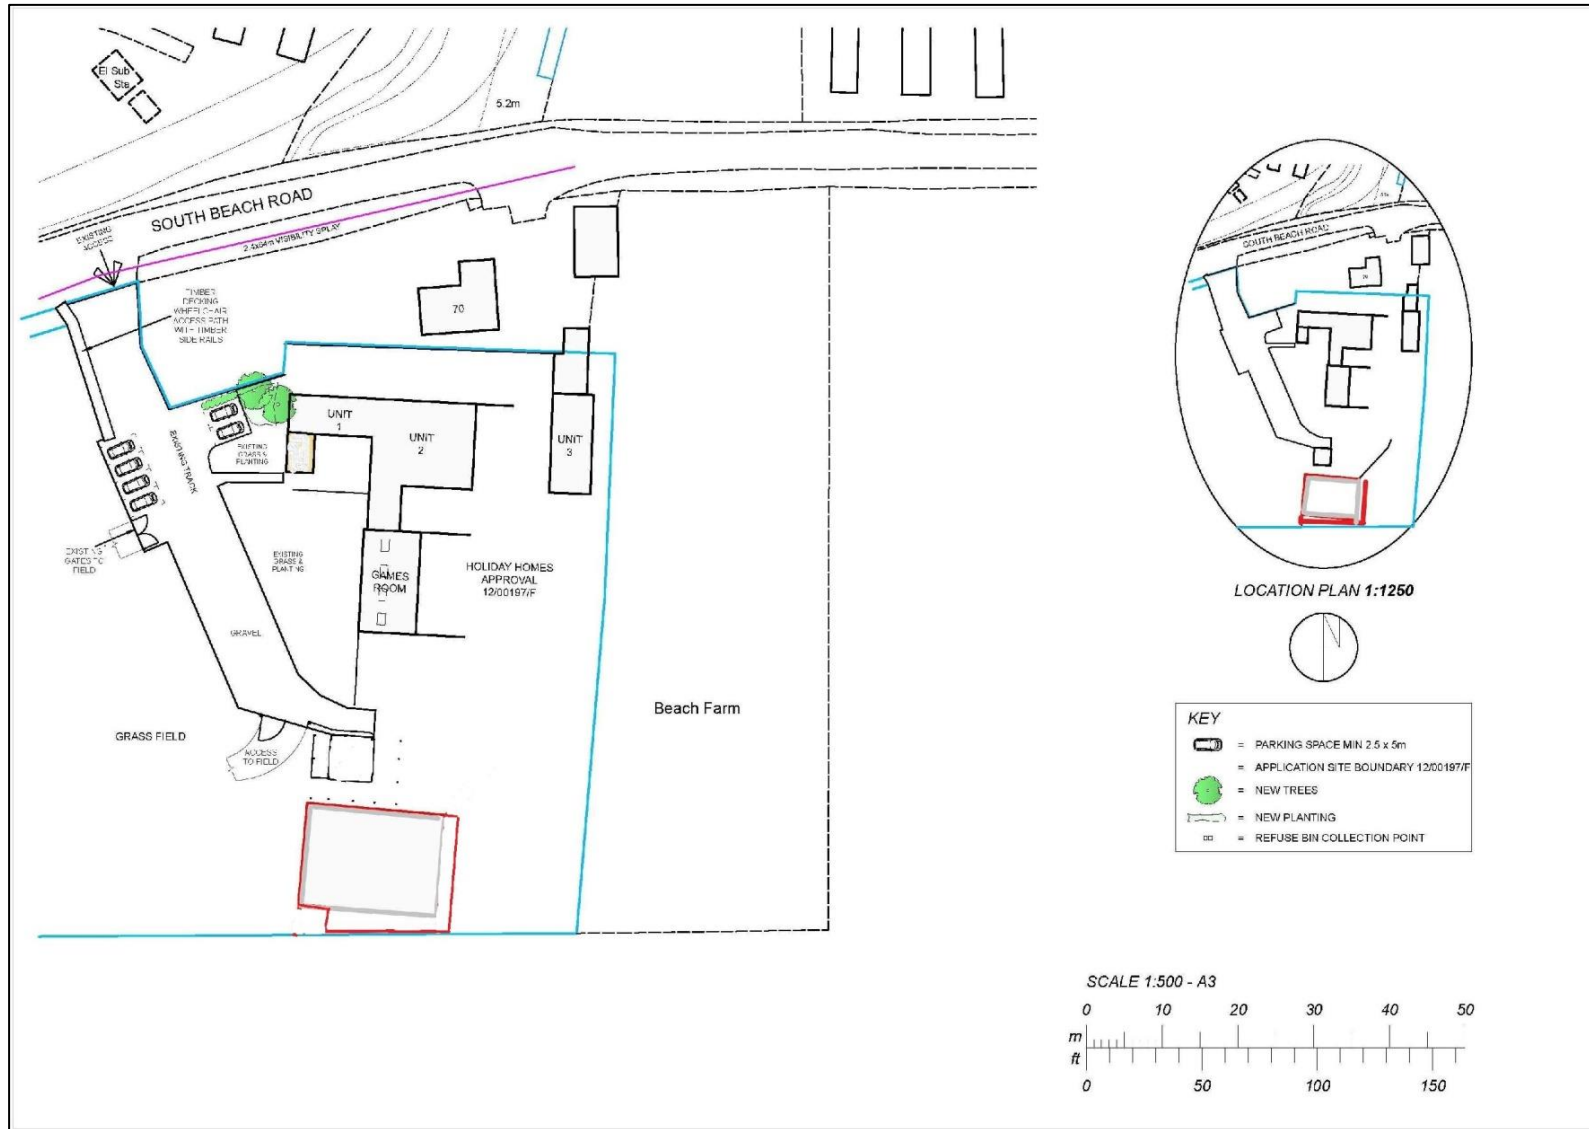 El Sub
Sta
5.2m
SOUTH BEACH ROAD
EXISTING
ACCESS
2.4x64m VISIBILITY SPLAY
TIMBER
DECKING
WHEELCHAIR
ACCESS PATH
WITH TIMBER
SIDE RAILS
70
UNIT
1
UNIT
2
UNIT
3
EXISTING TRACK
EXISTING
GRASS &
PLANTING
EXISTING
GATES TO
FIELD
EXISTING
GRASS &
PLANTING
GAMES
ROOM
HOLIDAY HOMES
APPROVAL
12/00197/F
GRAVEL
GRASS FIELD
ACCESS
TO FIELD
Beach Farm
SOUTH BEACH ROAD
LOCATION PLAN 1:1250
KEY
= PARKING SPACE MIN 2.5 x 5m
= APPLICATION SITE BOUNDARY 12/00197/F
= NEW TREES
= NEW PLANTING
= REFUSE BIN COLLECTION POINT
SCALE 1:500 - A3
0 10 20 30 40 50
m
ft
0 50 100 150